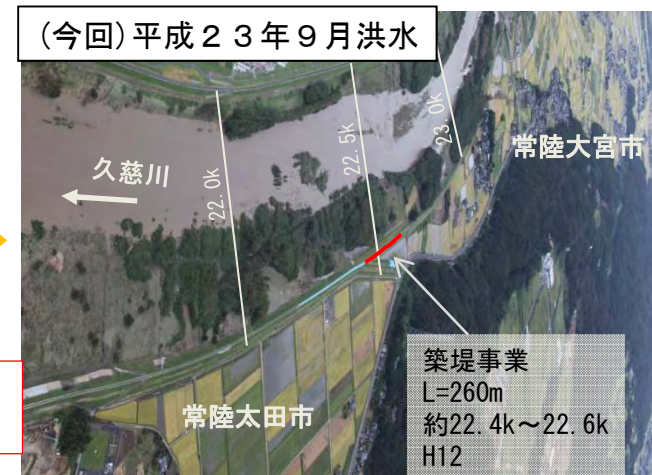 (今回)平成23年9月洪水
久慈川
22.0k
22.5k
23.0k
常陸大宮市
常陸太田市
築堤事業
L=260m
約22.4k~22.6k
H12